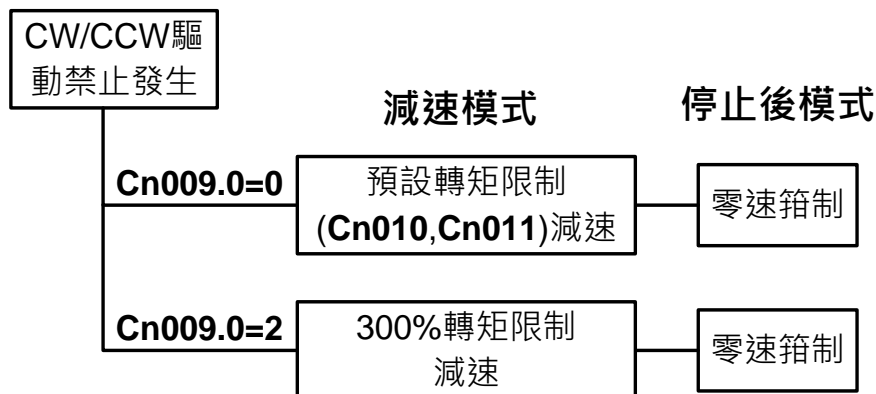 CW/CCW驅
動禁止發生
減速模式
停止後模式
Cn009.0=0
預設轉矩限制
(Cn010,Cn011)減速
零速箝制
Cn009.0=2
300%轉矩限制
減速
零速箝制